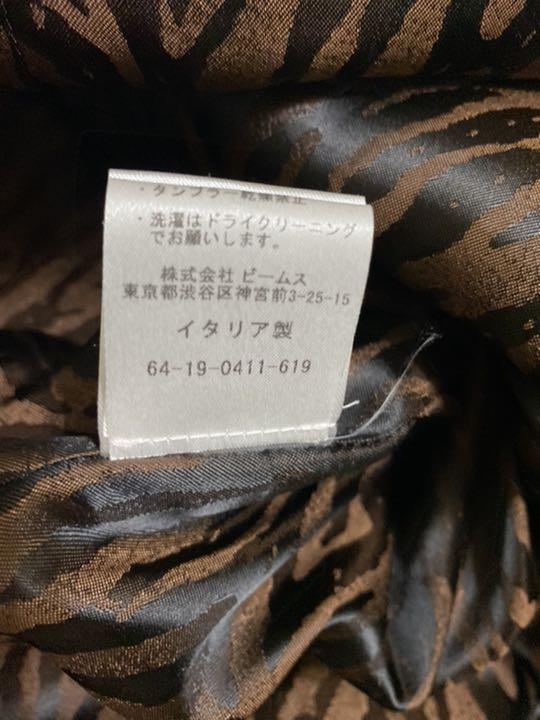 ・タンブラー乾燥禁止
・洗濯はドライクリーニング
でお願いします。
株式会社 ビームス
東京都渋谷区神宮前3-25-15
イタリア製
64-19-0411-619